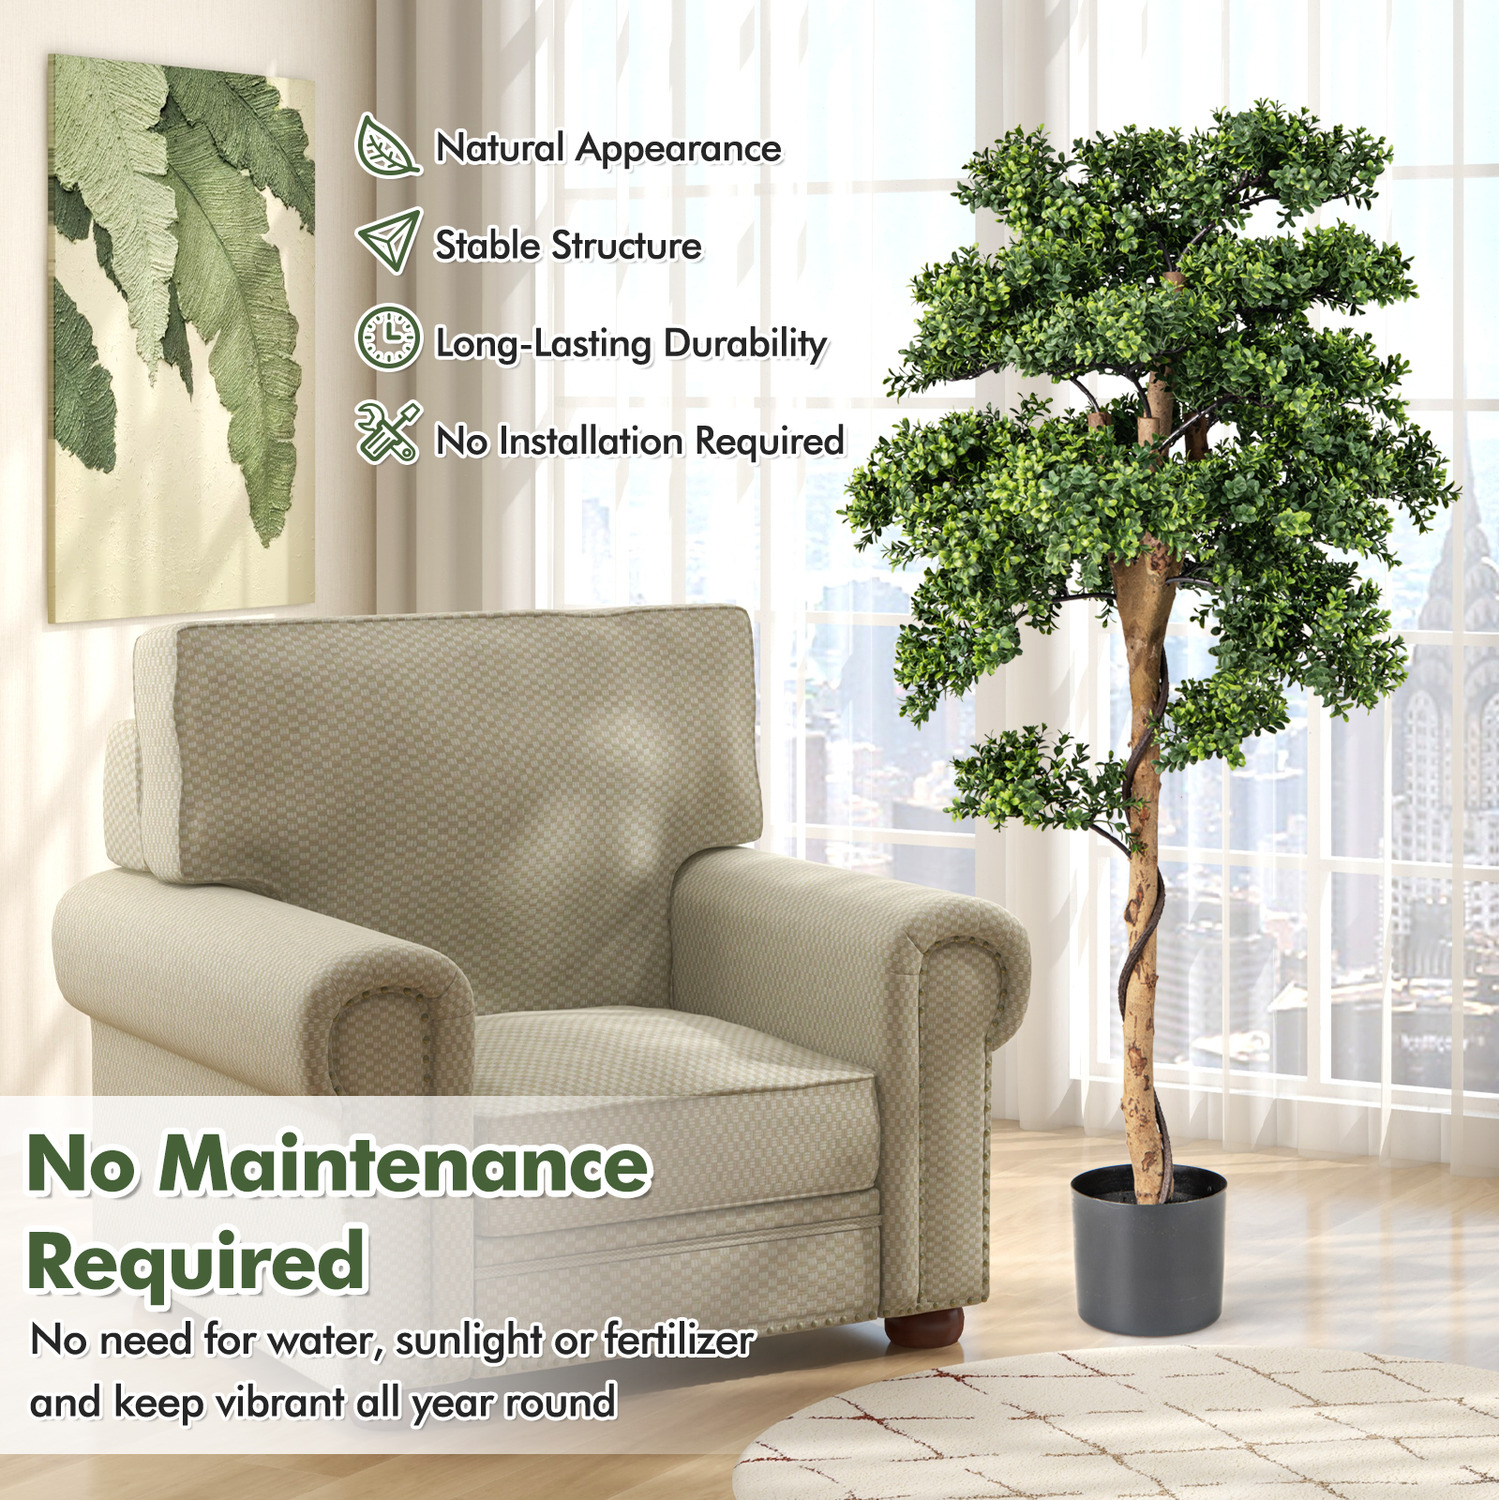 Natural Appearance
Stable Structure
Long-Lasting Durability
No Installation Required
No Maintenance
Required
No need for water, sunlight or fertilizer
and keep vibrant all year round